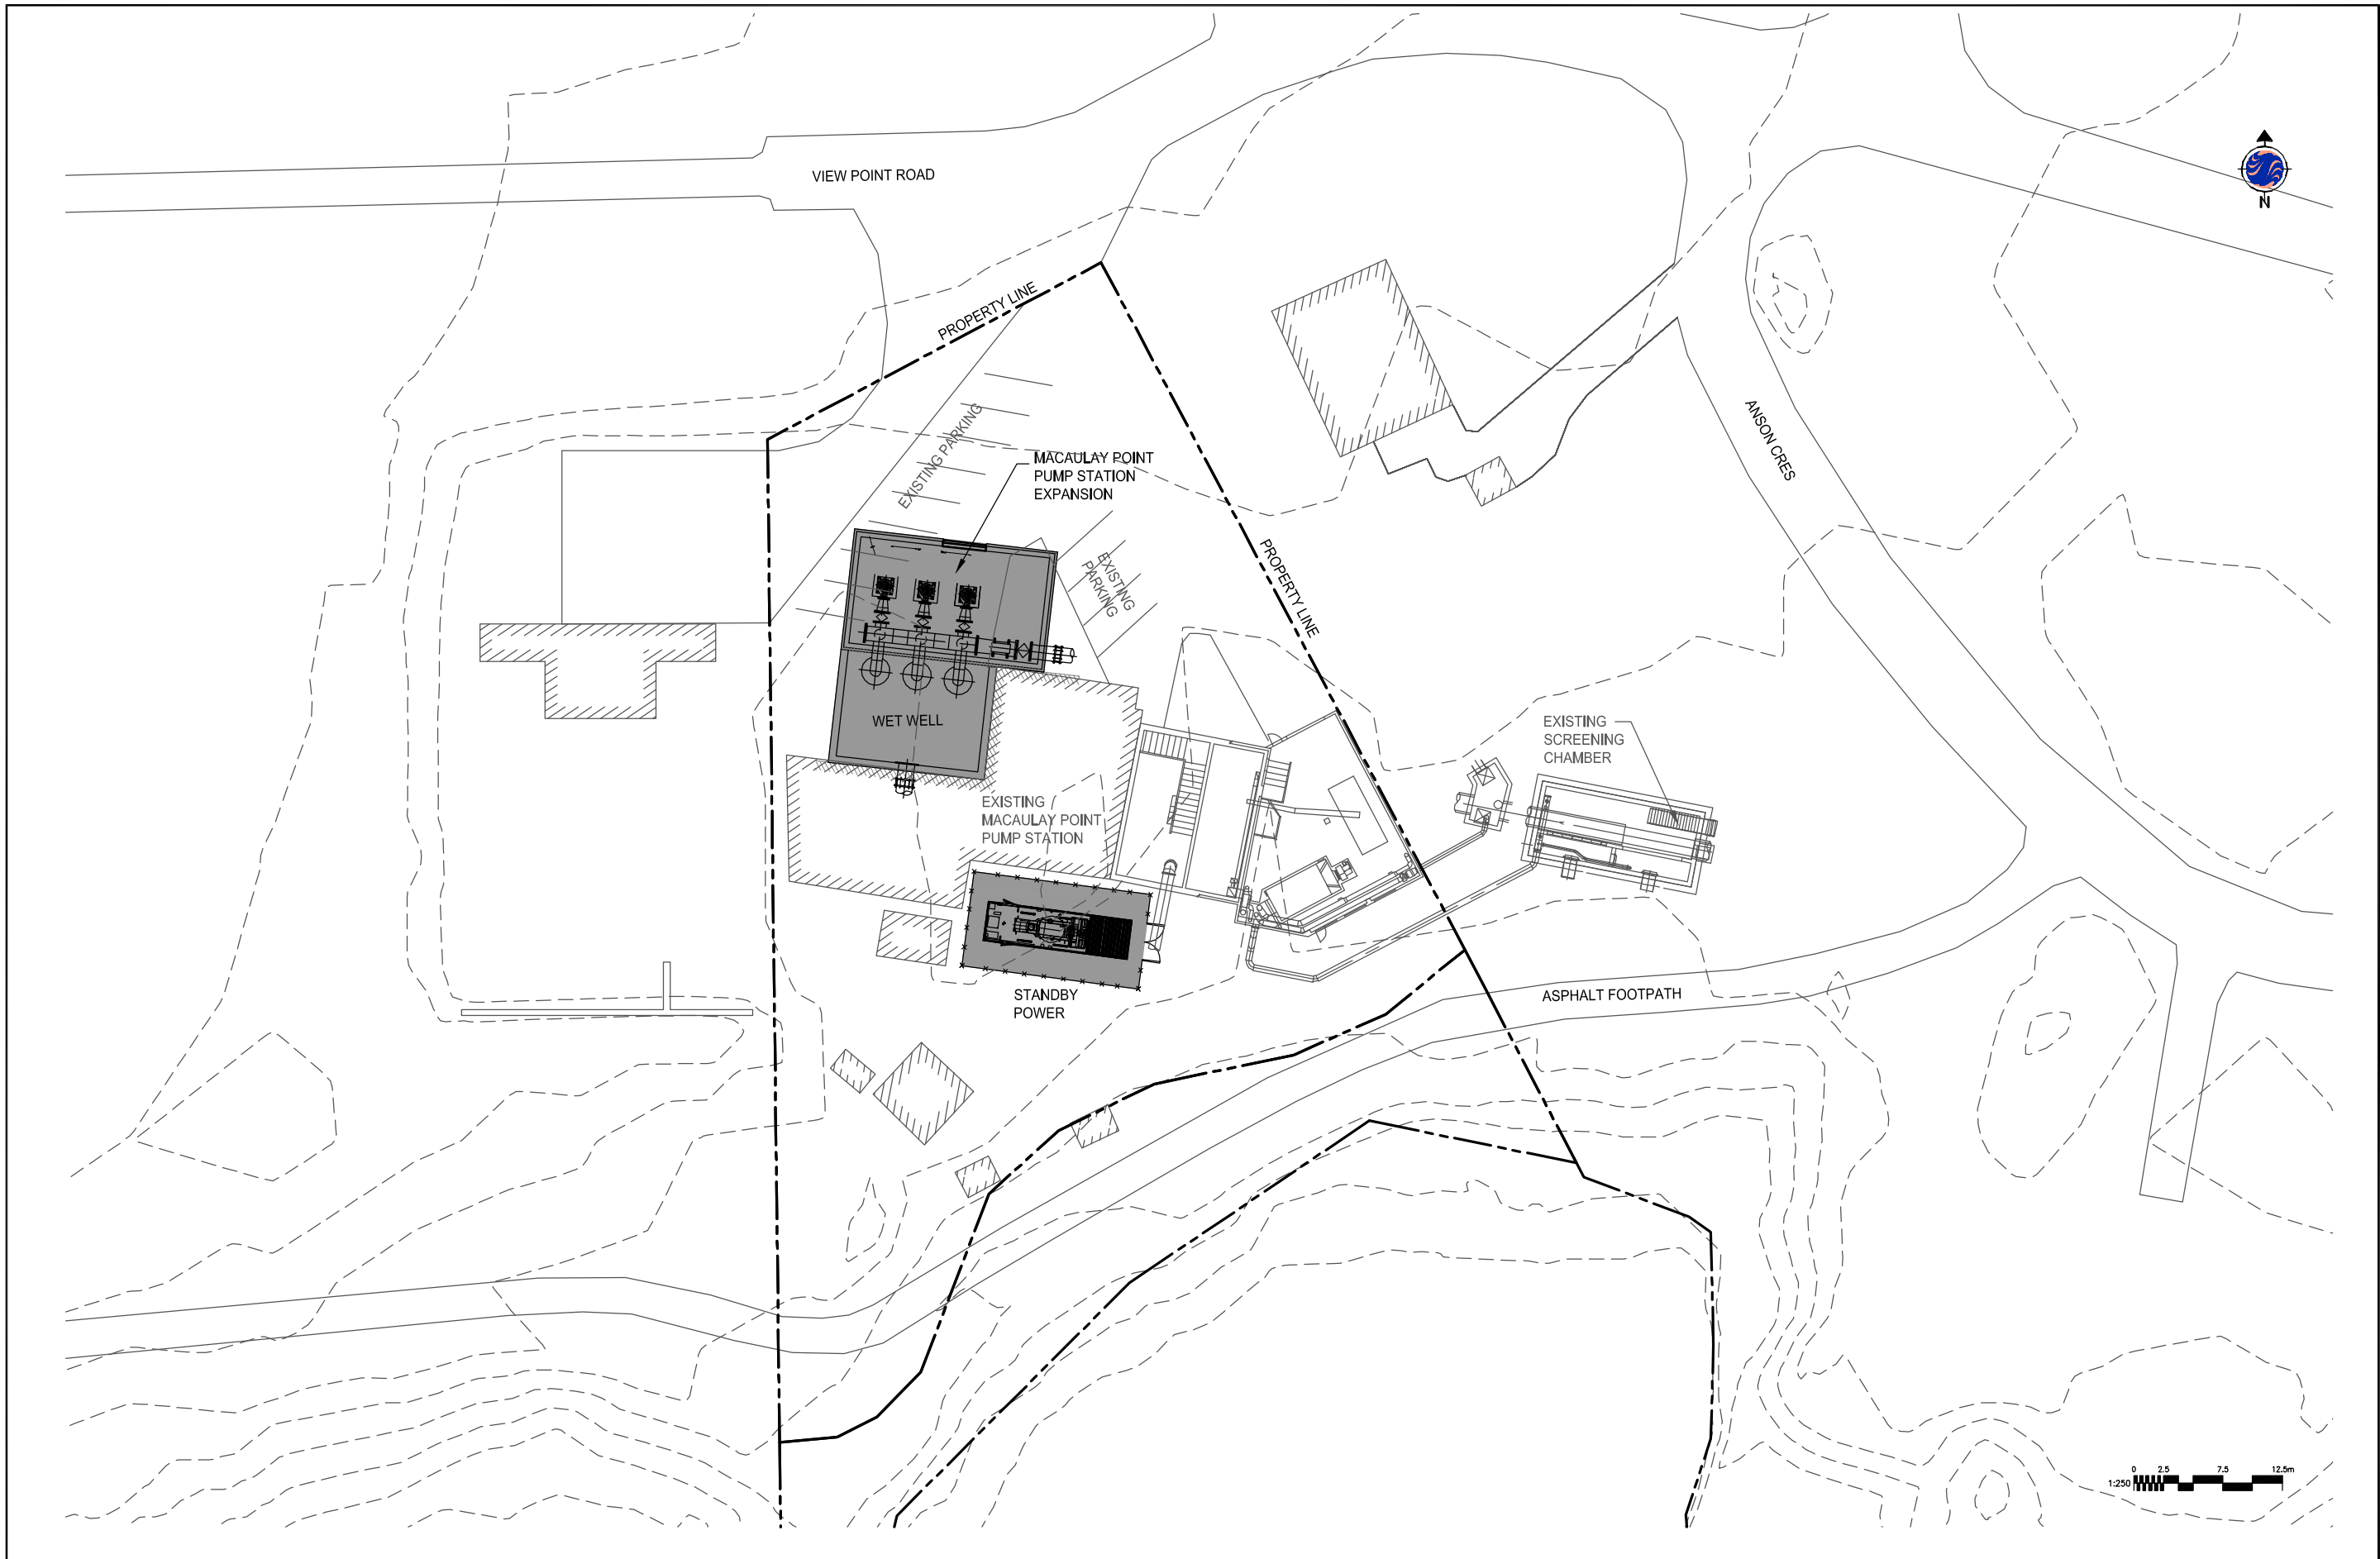 VIEW POINT ROAD
N
PROPERTY LINE
EXISTING PARKING
ANSON CRES
MACAULAY POINT
PUMP STATION
EXPANSION
EXISTING
PARKING
PROPERTY LINE
WET WELL
EXISTING
SCREENING
CHAMBER
EXISTING
MACAULAY POINT
PUMP STATION
STANDBY
POWER
ASPHALT FOOTPATH
0 2.5 7.5 12.5m
1:250